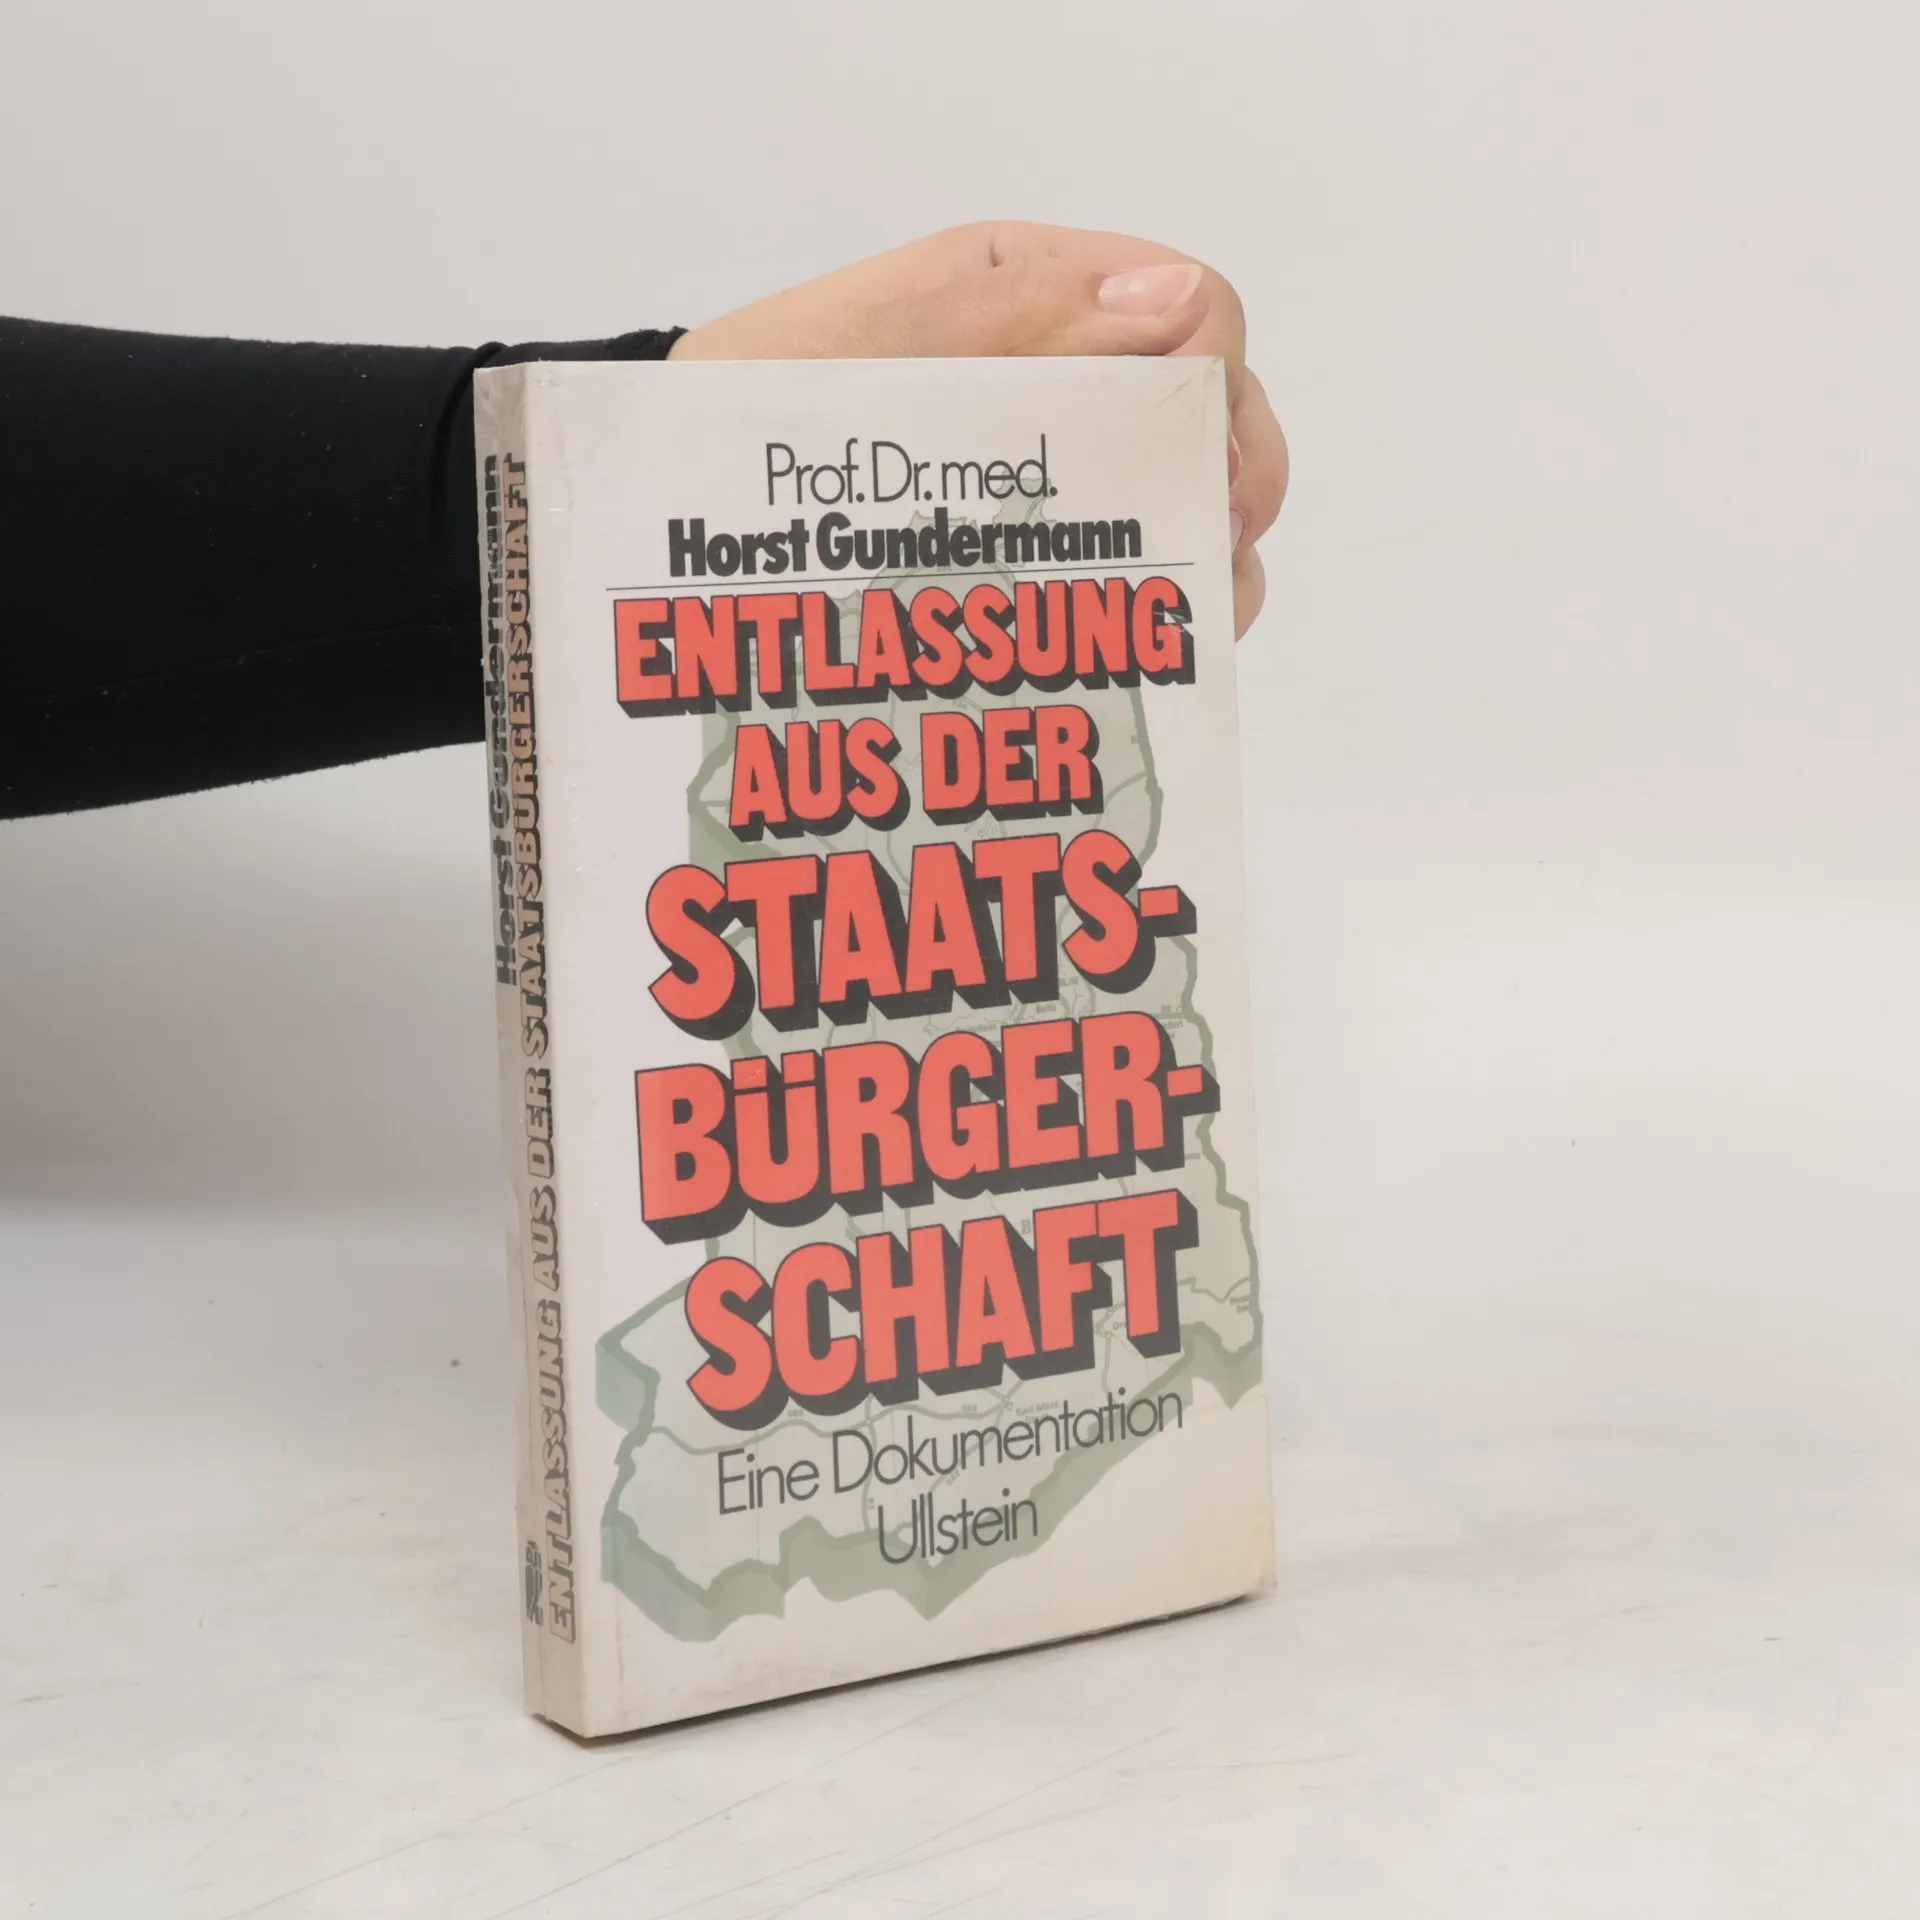 Prof. Dr. med.
Horst Gundermann
ENTLASSUNG
AUS DER
STAATS-
BÜRGER-
SCHAFT
Eine Dokumentation
Ullstein
Horst Gundermann
ENTLASSUNG AUS DER STAATSBÜRGERSCHAFT